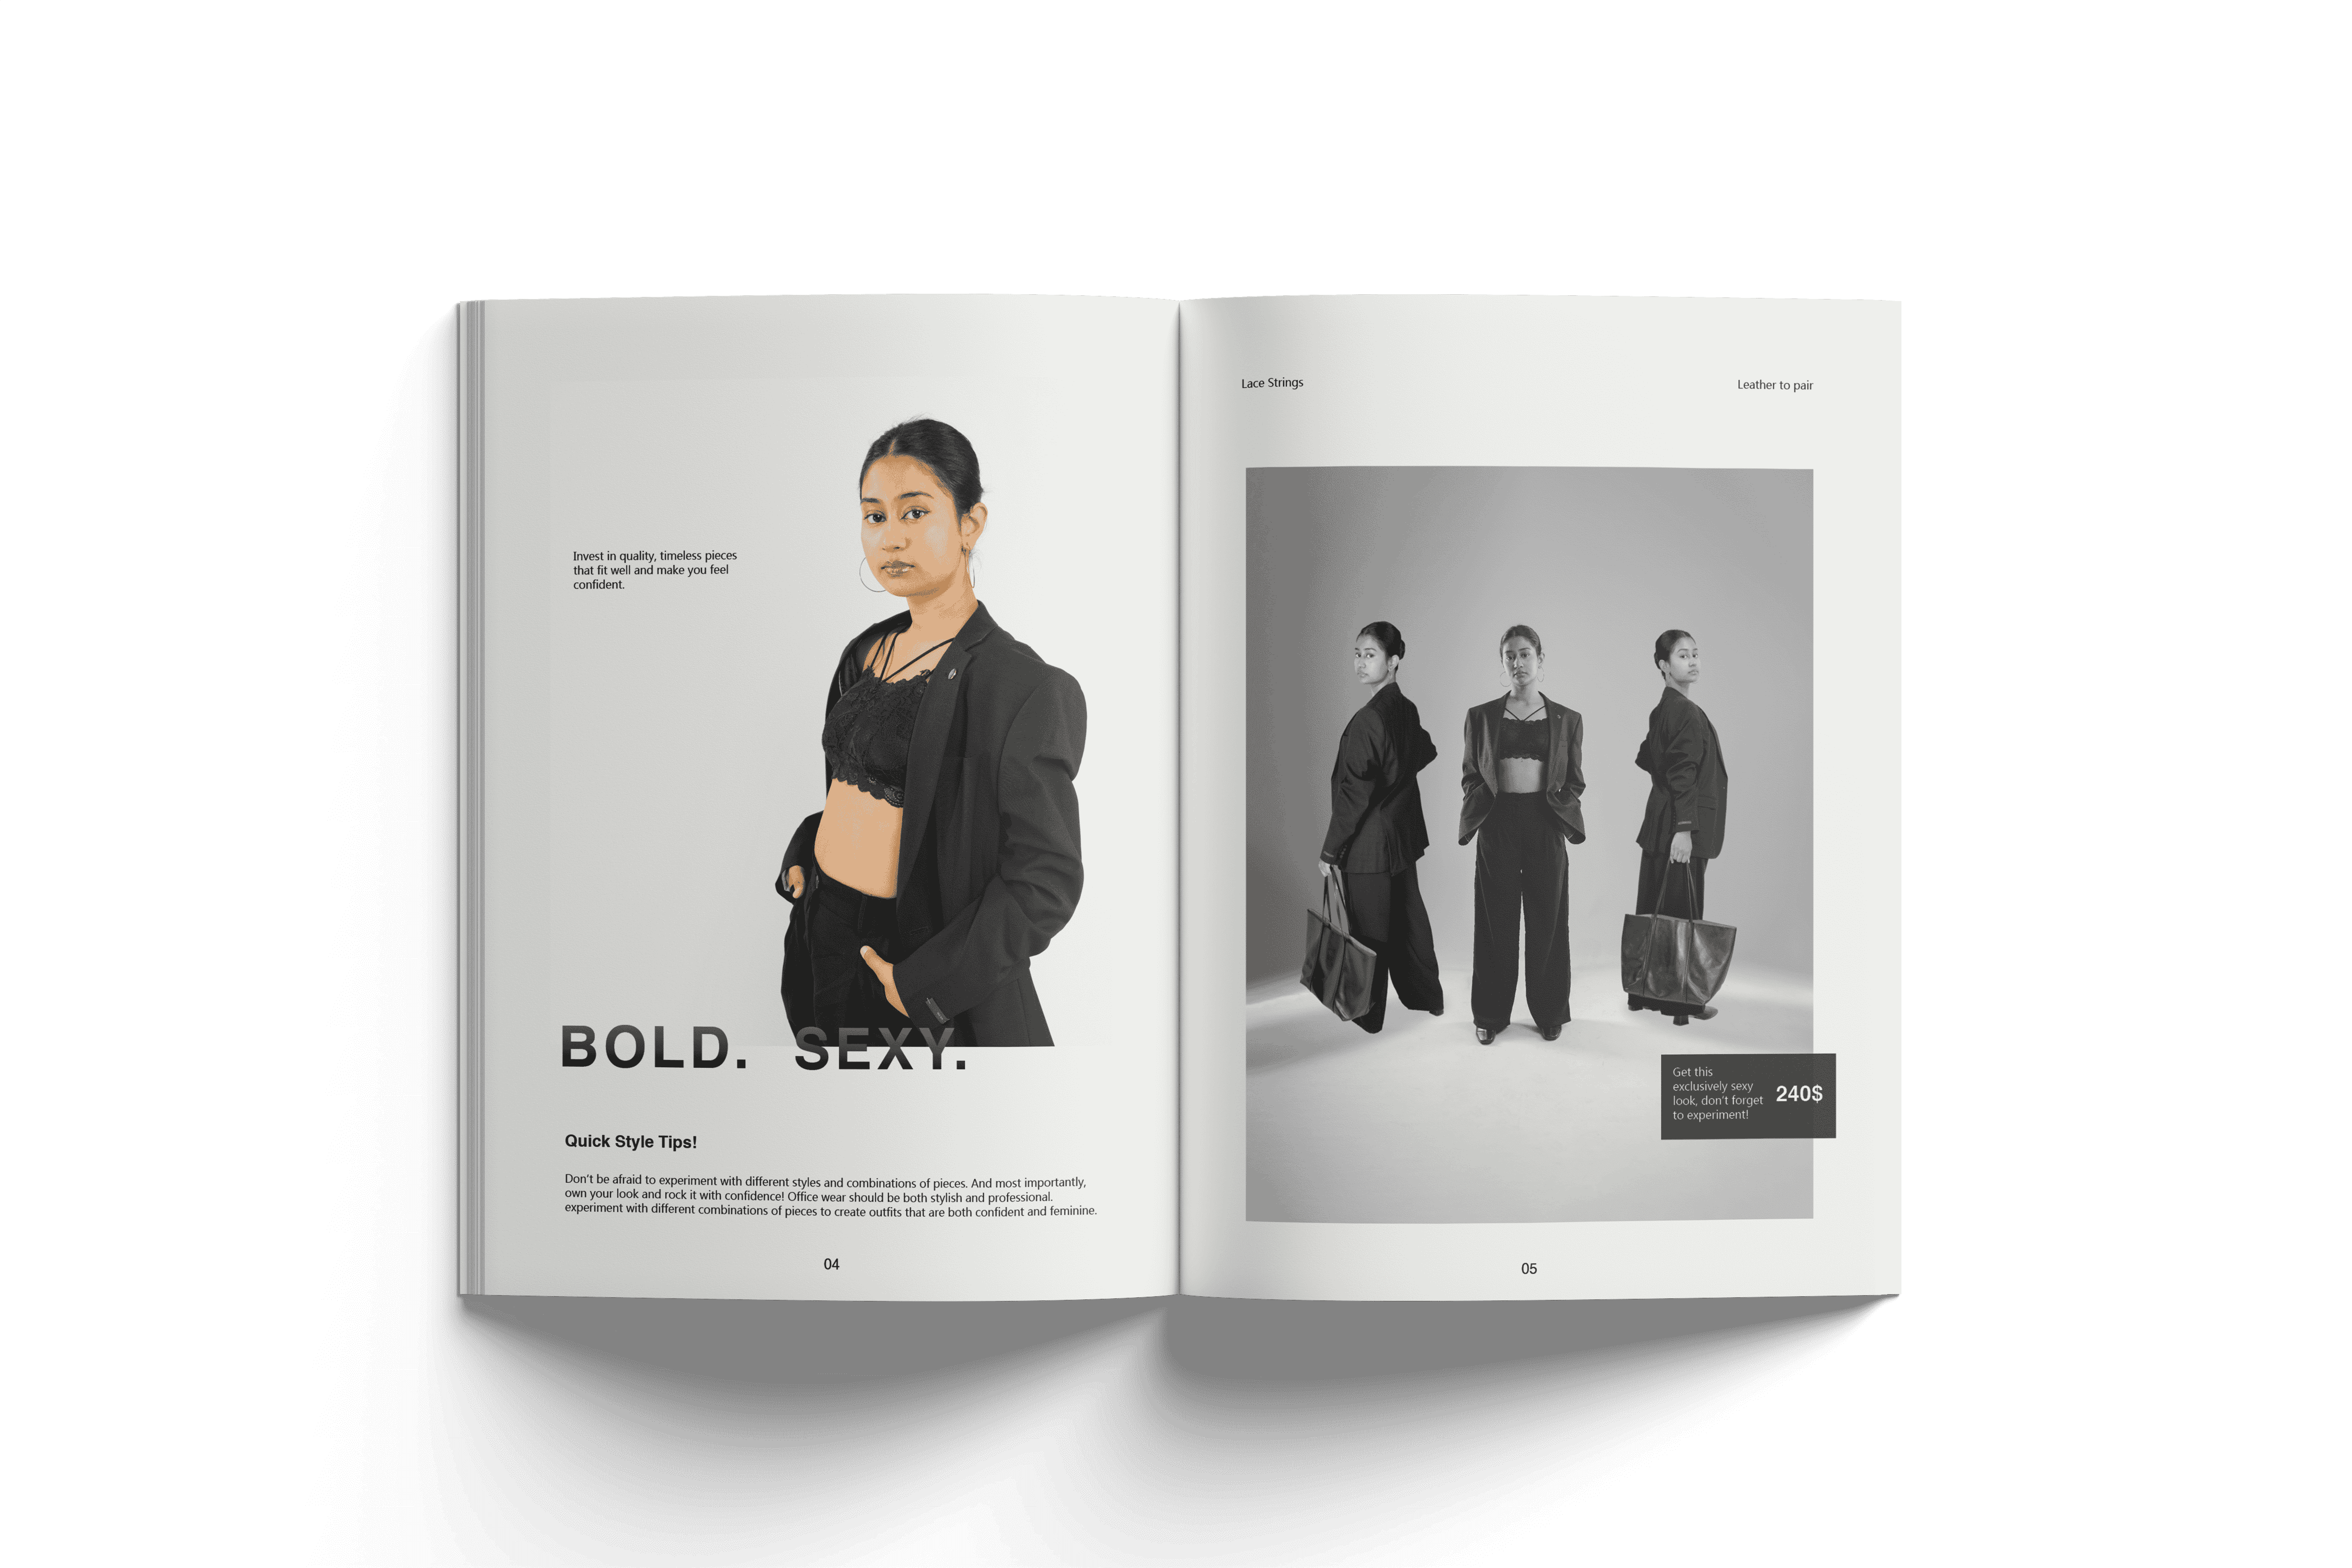 Invest in quality, timeless pieces
that fit well and make you feel
confident.
BOLD. SEXY.
Quick Style Tips!
Don't be afraid to experiment with different styles and combinations of pieces. And most importantly,
own your look and rock it with confidence! Office wear should be both stylish and professional.
experiment with different combinations of pieces to create outfits that are both confident and feminine.
04
Lace Strings
Leather to pair
Get this
exclusively sexy
look, don't forget
to experiment!
240$
05